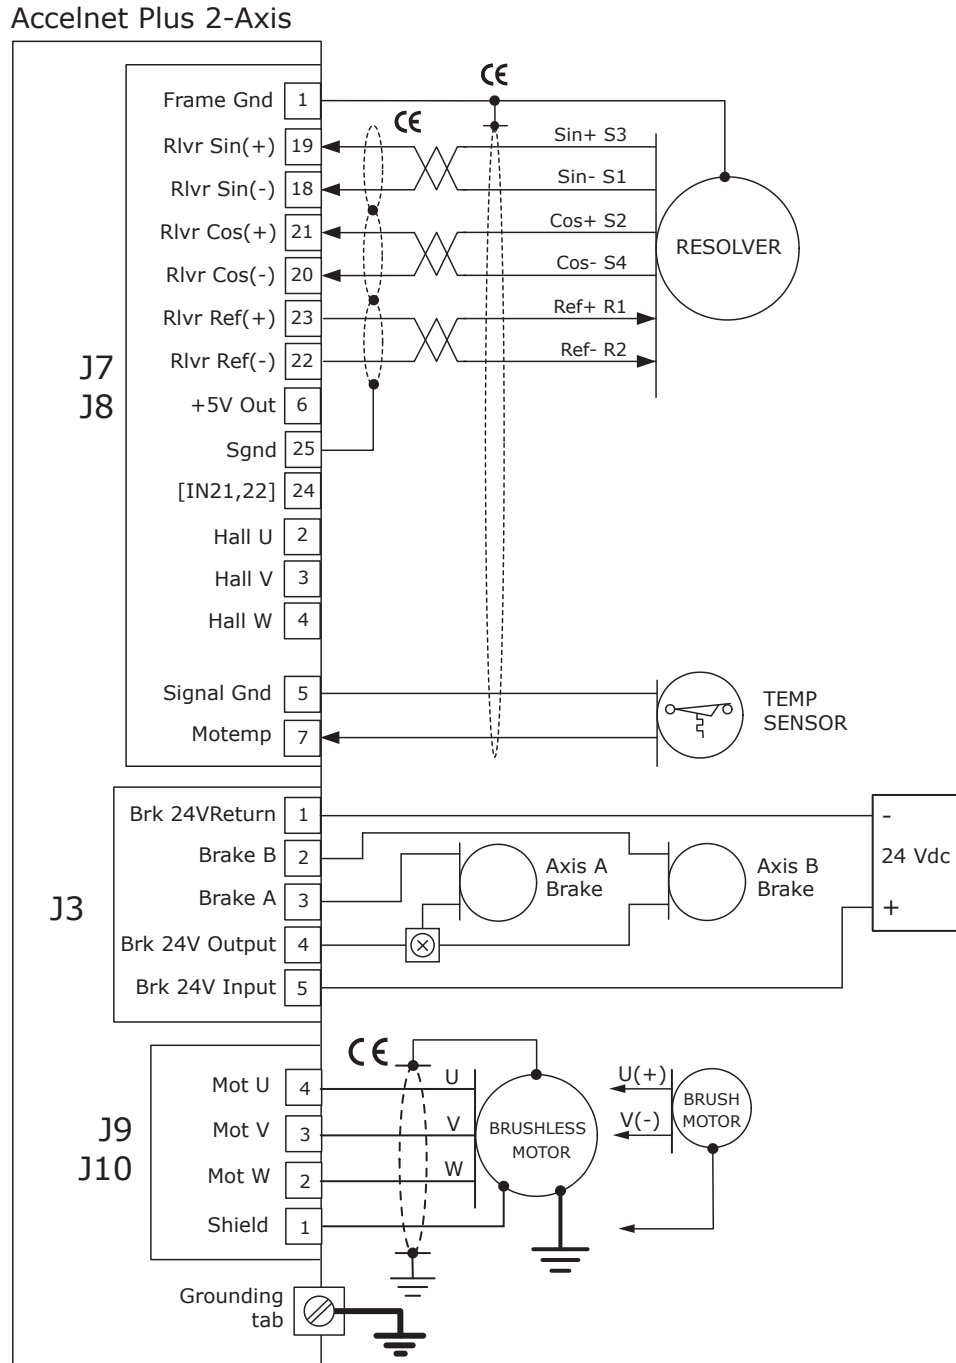 Accelnet Plus 2-Axis
CE
Frame Gnd 1
CE
Rlvr Sin(+) 19 Sin+ S3
Rlvr Sin(-) 18 Sin- S1
Rlvr Cos(+) 21 Cos+ S2
RESOLVER
Rlvr Cos(-) 20 Cos- S4
Rlvr Ref(+) 23 Ref+ R1
Rlvr Ref(-) 22 Ref- R2
J7
J8
+5V Out 6
Sgnd 25
[IN21,22] 24
Hall U 2
Hall V 3
Hall W 4
Signal Gnd 5
Motemp 7
TEMP
SENSOR
J3
Brk 24VReturn 1
Brake B 2
Brake A 3
Brk 24V Output 4
Brk 24V Input 5
Axis A
Brake
Axis B
Brake
-
24 Vdc
+
CE
J9
J10
Mot U 4 U
Mot V 3 V
Mot W 2 W
Shield 1
BRUSHLESS
MOTOR
U(+)
V(-)
BRUSH
MOTOR
Grounding
tab